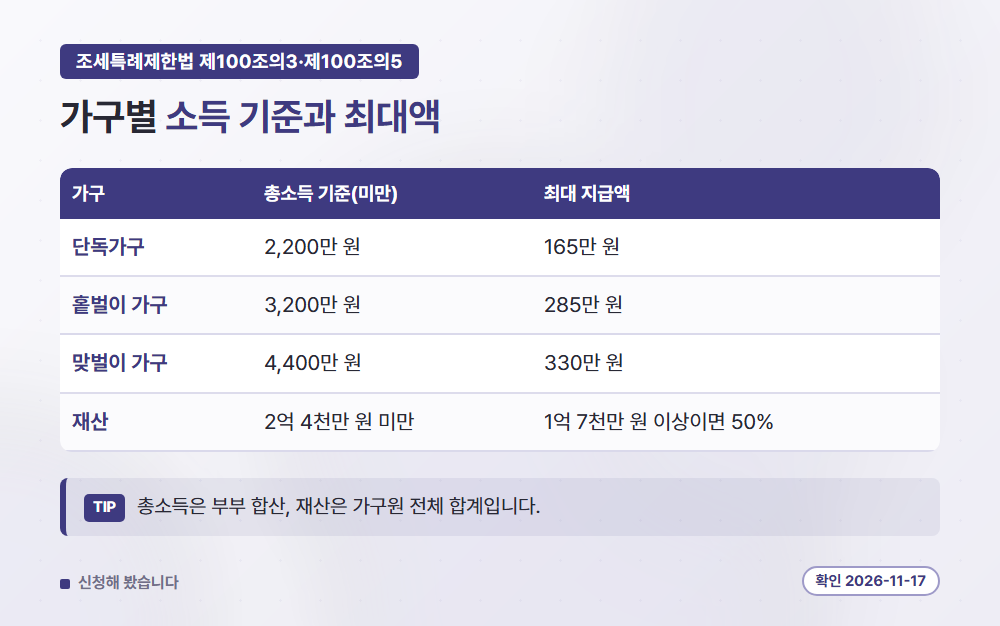 조세특례제한법 제100조의3·제100조의5
가구별 소득 기준과 최대액
가구 총소득 기준(미만) 최대 지급액
단독가구 2,200만 원 165만 원
홑벌이 가구 3,200만 원 285만 원
맞벌이 가구 4,400만 원 330만 원
재산 2억 4천만 원 미만 1억 7천만 원 이상이면 50%
TIP 총소득은 부부 합산, 재산은 가구원 전체 합계입니다.
신청해 봤습니다 확인 2026-11-17